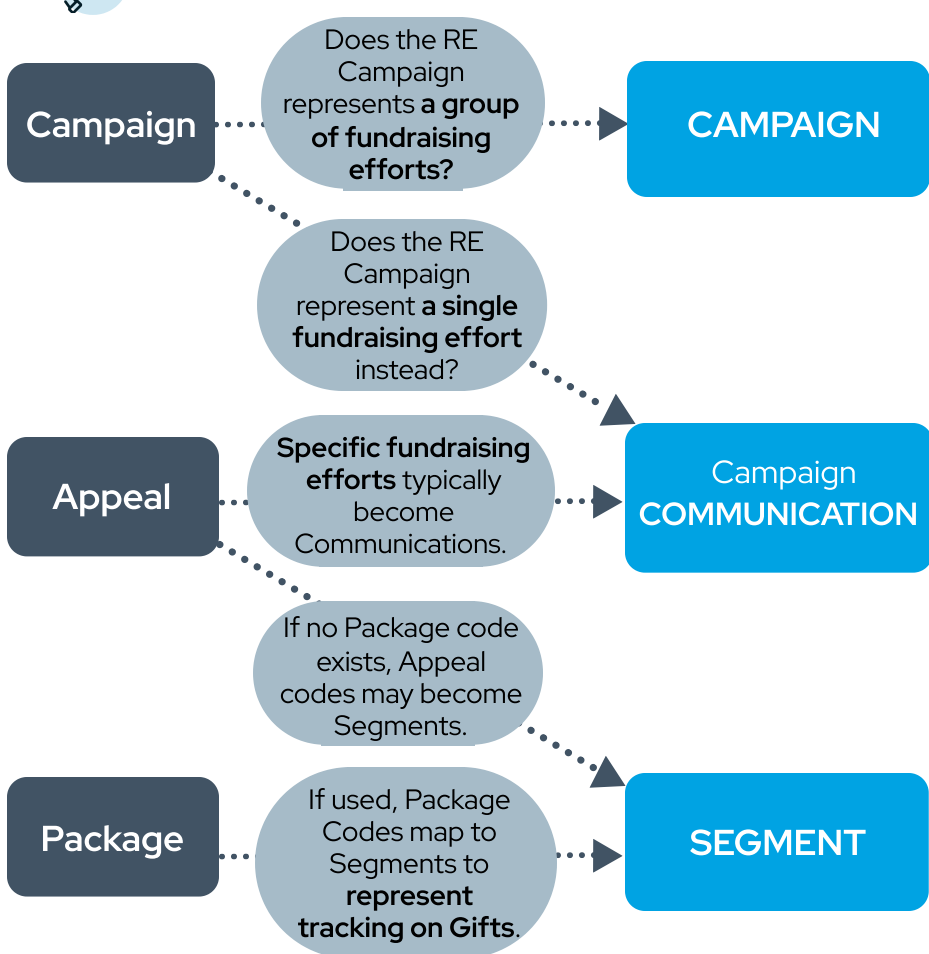 Campaign
Does the RE
Campaign
represents a group
of fundraising
efforts?
CAMPAIGN
Does the RE
Campaign
represent a single
fundraising effort
instead?
Appeal
Specific fundraising
efforts typically
become
Communications.
Campaign
COMMUNICATION
If no Package code
exists, Appeal
codes may become
Segments.
Package
If used, Package
Codes map to
Segments to
represent
tracking on Gifts.
SEGMENT